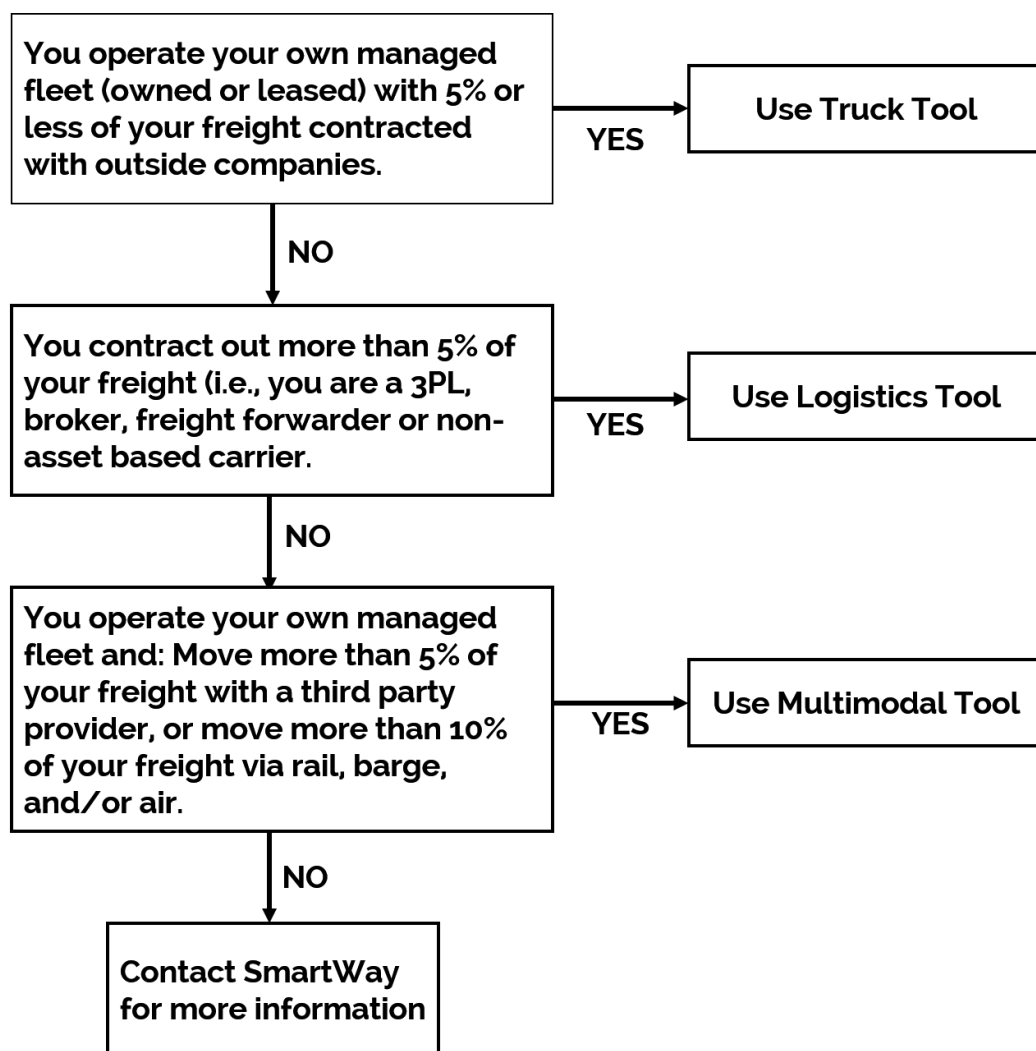 You operate your own managed
fleet (owned or leased) with 5% or
less of your freight contracted
with outside companies.
YES
Use Truck Tool
NO
You contract out more than 5% of
your freight (i.e., you are a 3PL,
broker, freight forwarder or non-
asset based carrier.
YES
Use Logistics Tool
NO
You operate your own managed
fleet and: Move more than 5% of
your freight with a third party
provider, or move more than 10%
of your freight via rail, barge,
and/or air.
YES
Use Multimodal Tool
NO
Contact SmartWay
for more information